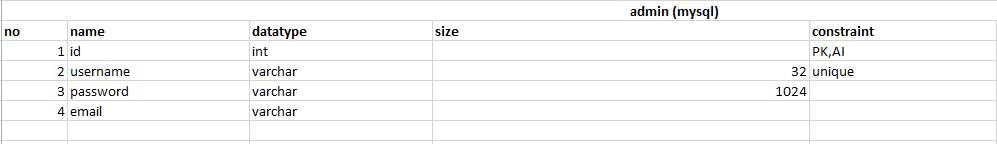 admin (mysql)
no name datatype size constraint
1 id int PK,AI
2 username varchar 32 unique
3 password varchar 1024
4 email varchar